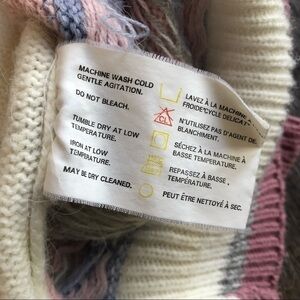 MACHINE WASH COLD
GENTLE AGITATION.
DO NOT BLEACH.
TUMBLE DRY AT LOW
TEMPERATURE.
IRON AT LOW
TEMPERATURE.
MAY BE DRY CLEANED.
LAVEZ À LA MACHINE
FROIDE"CYCLE DELICAT"
N'UTILISEZ PAS D'AGENT DE
BLANCHIMENT.
SÉCHEZ À LA MACHINE À
BASSE TEMPÉRATURE.
REPASSEZ À BASSE
TEMPÉRATURE.
PEUT ÊTRE NETTOYÉ À SEC.